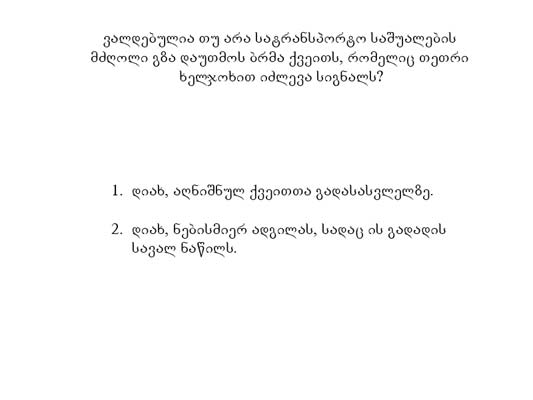 ვალდებულია თუ არა სატრანსპორტო საშუალების
მძღოლი გზა დაუთმოს ბრმა ქვეითს, რომელიც თეთრი
ხელჯოხით იძლევა სიგნალს?
1. დიახ, აღნიშნულ ქვეითთა გადასასვლელზე.
2. დიახ, ნებისმიერ ადგილას, სადაც ის გადადის
სავალ ნაწილს.